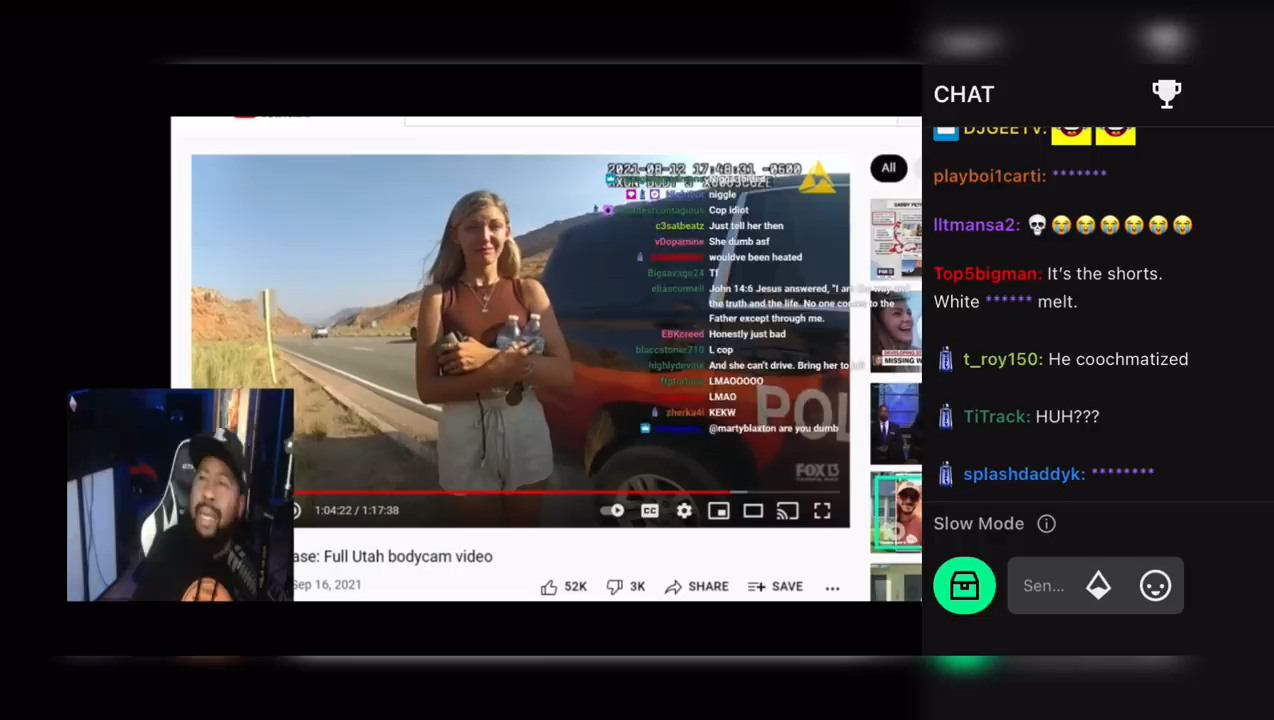 2021-08-12 17:48:31 -0600
niggle
Cop idiot
c3satbeatz Just tell her then
vDopamine She dumb asf
wouldve been heated
Bigsavage24 Tf
John 14:6 Jesus answered, "I am the way and
the truth and the life. No one comes to the
Father except through me.
EBKcreed Honestly just bad
blaccstoner710 L cop
highlydevine And she can't drive. Bring her to
LMAOOOOO
LMAO
zherka4l KEKW
@martyblaxton are you dumb
POL
FOX 13
1:04:22 / 1:17:38
CC
ase: Full Utah bodycam video
Sep 16, 2021
52K 3K SHARE SAVE ...
All
MISSING W
CHAT
DJGEETV:
playboi1carti: *******
lltmansa2:
Top5bigman: It's the shorts.
White ****** melt.
t_roy150: He coochmatized
TiTrack: HUH???
splashdaddyk: ********
Slow Mode
Sen...